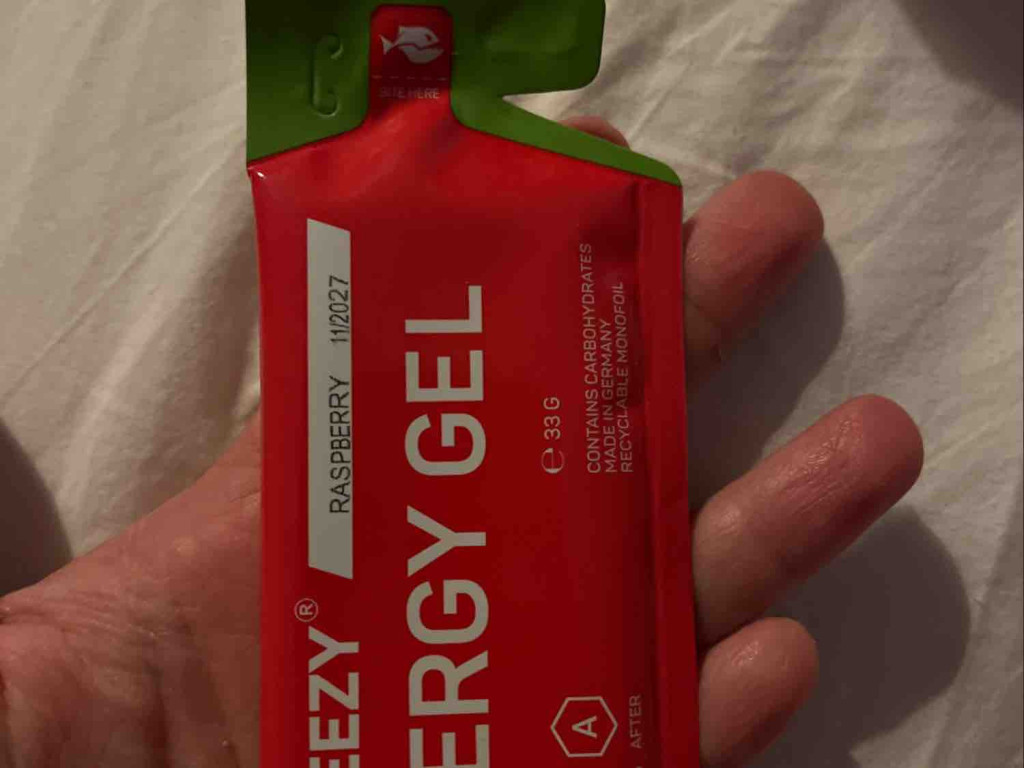 BITE HERE
RASPBERRY 11/2027
EEZY®
ERGY GEL
℮ 33 G
CONTAINS CARBOHYDRATES
MADE IN GERMANY
RECYCLABLE MONOFOIL
A
AFTER